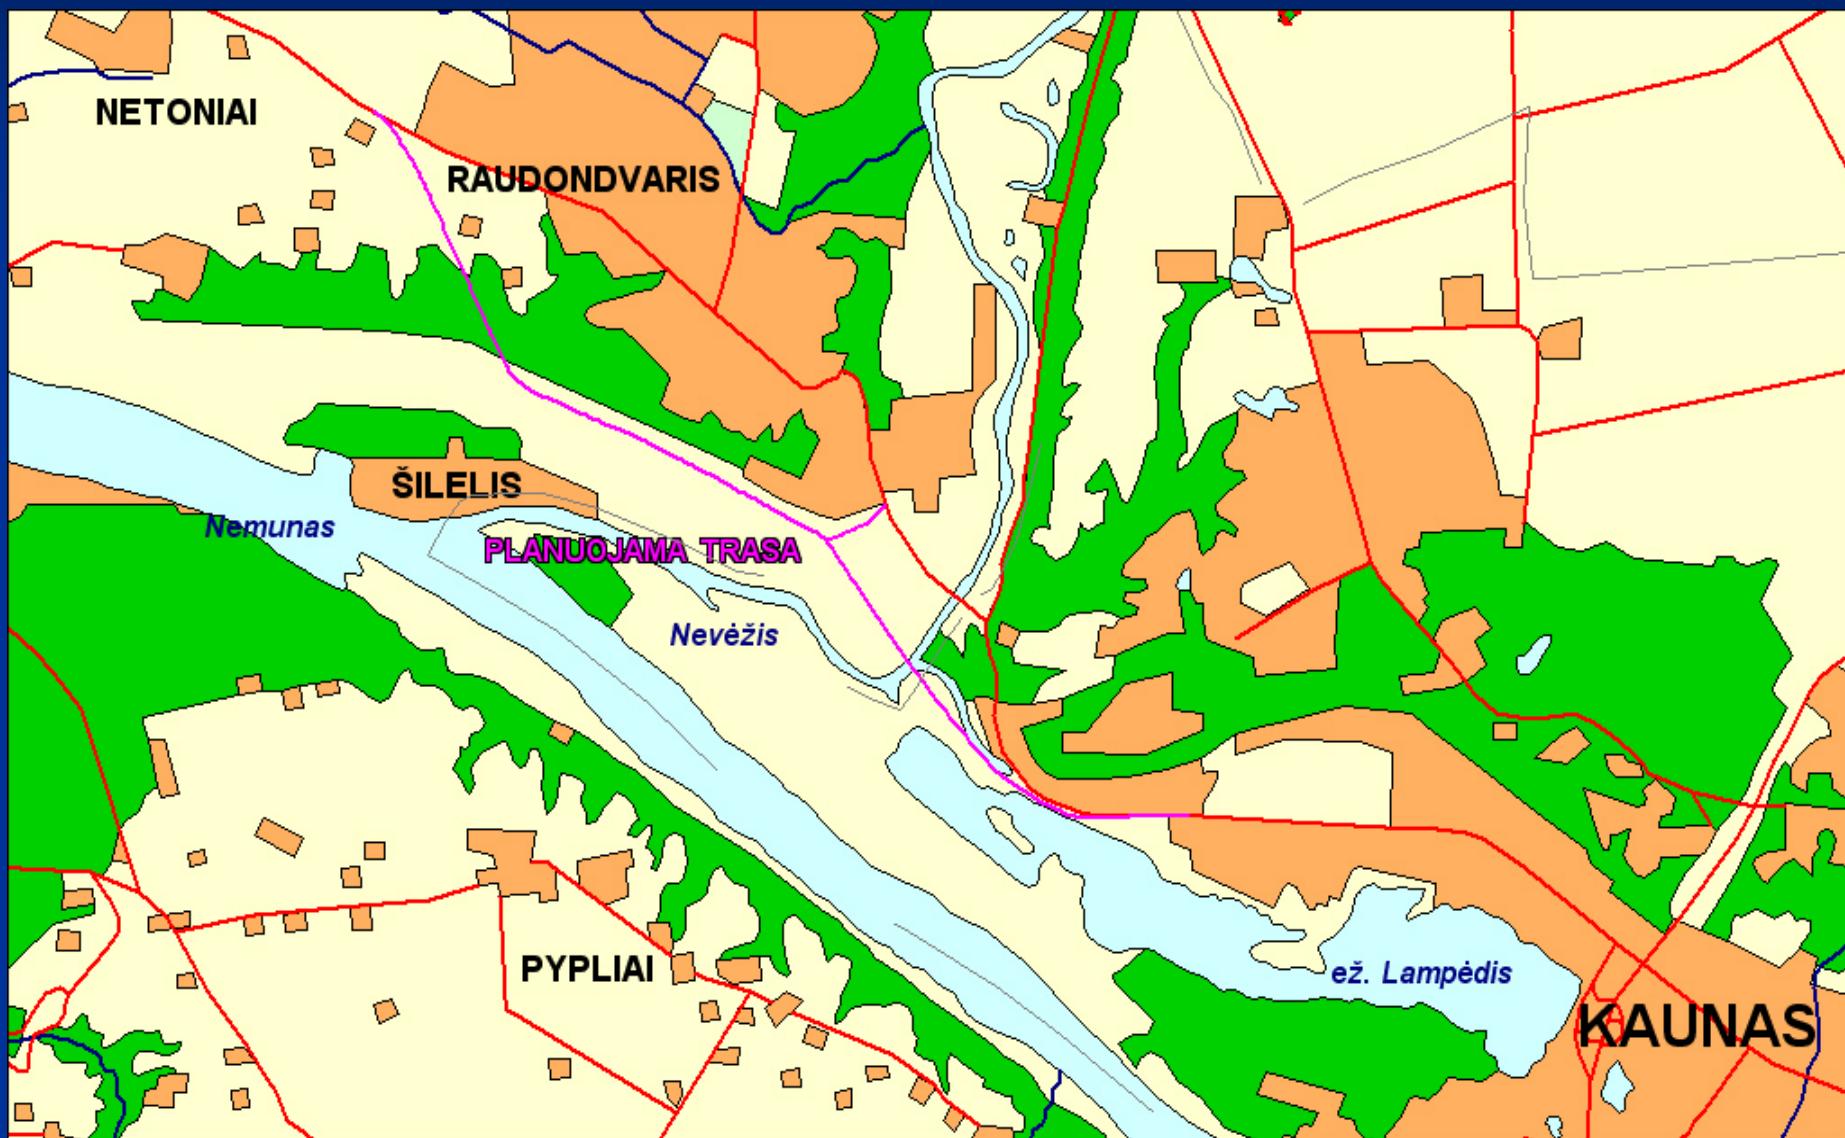 NETONIAI
RAUDONDVARIS
ŠILELIS
Nemunas
PLANUOJAMA TRASA
Nevėžis
PYPLIAI
ež. Lampėdis
KAUNAS